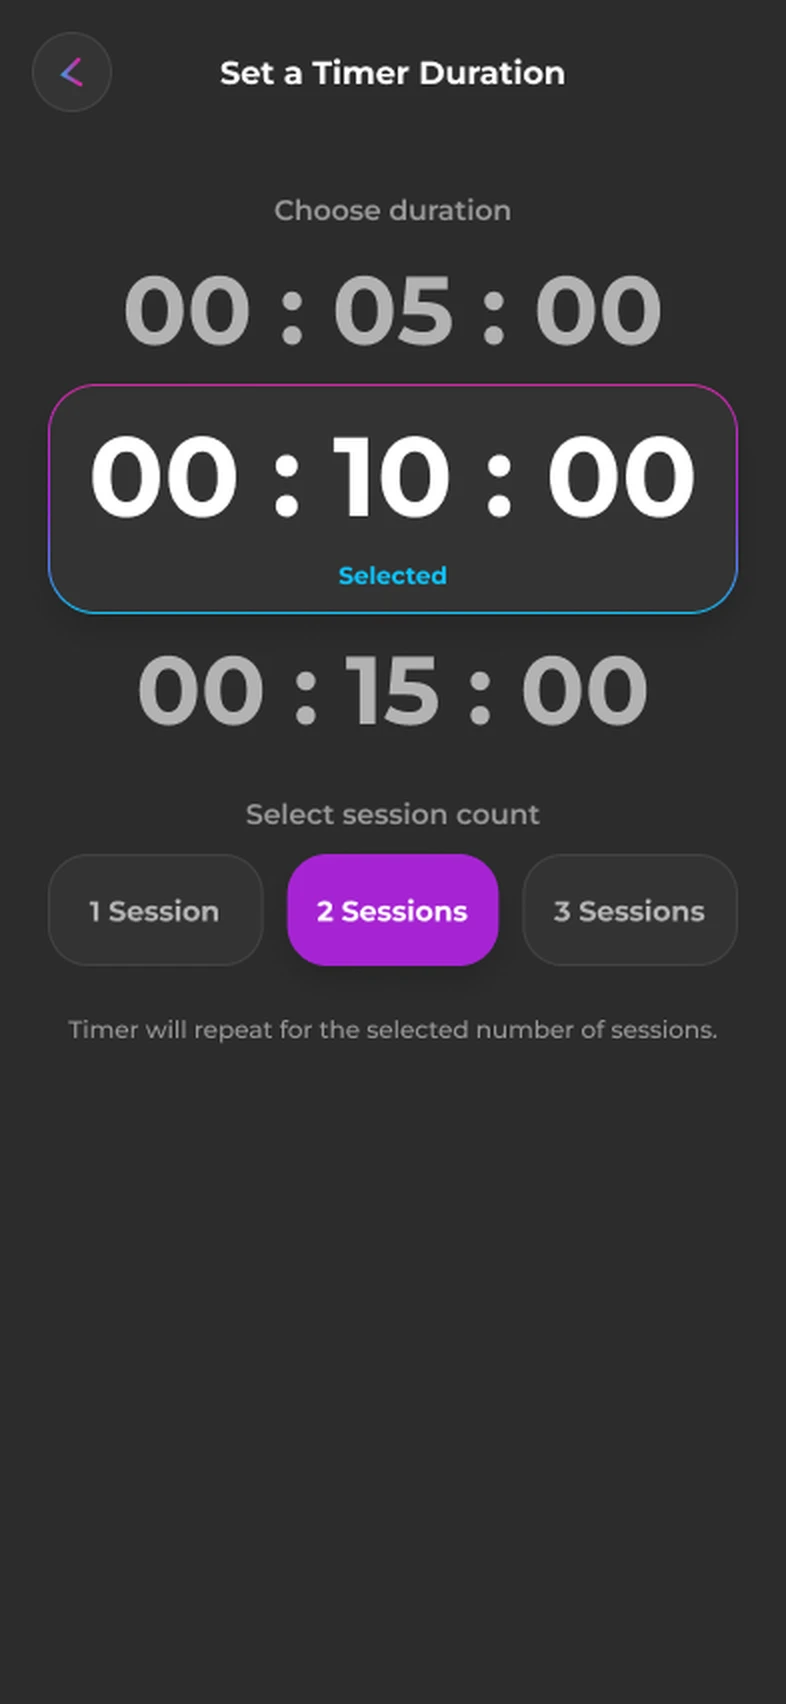 Set a Timer Duration
Choose duration
00 : 05 : 00
00 : 10 : 00
Selected
00 : 15 : 00
Select session count
1 Session
2 Sessions
3 Sessions
Timer will repeat for the selected number of sessions.